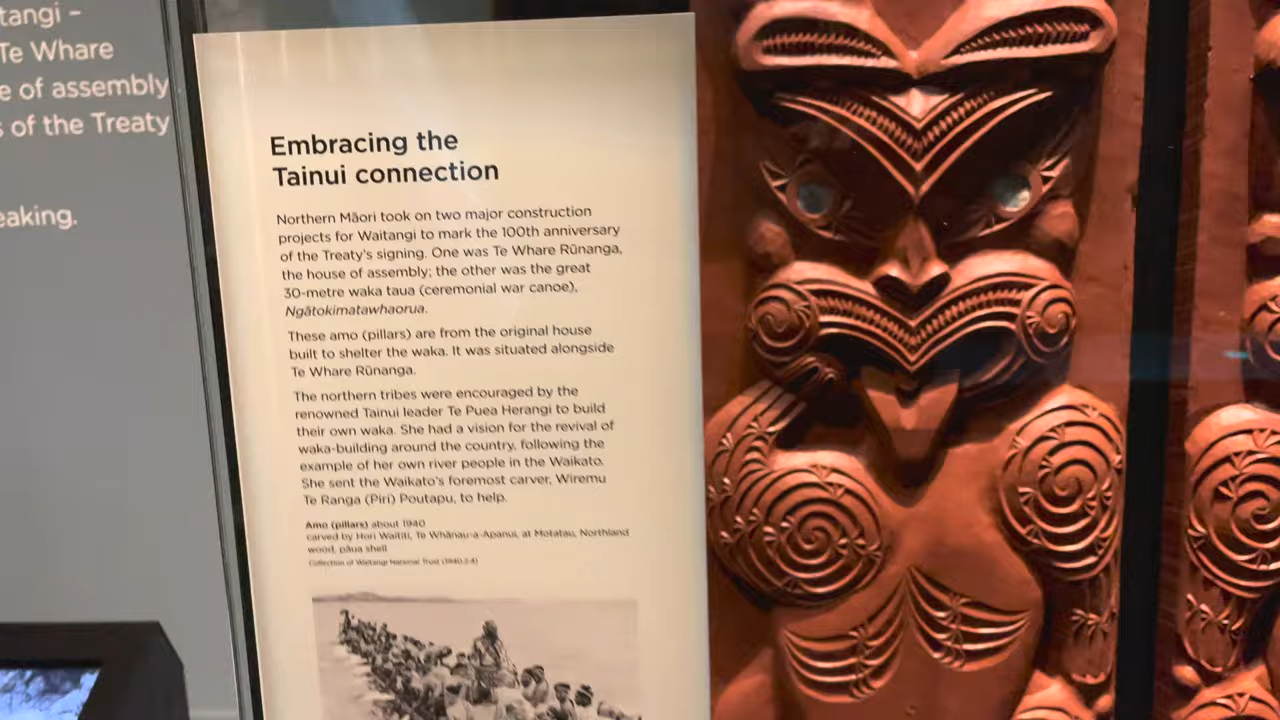 tangi –
Te Whare
e of assembly
s of the Treaty
eaking.
Embracing the
Tainui connection
Northern Māori took on two major construction
projects for Waitangi to mark the 100th anniversary
of the Treaty's signing. One was Te Whare Rūnanga,
the house of assembly; the other was the great
30-metre waka taua (ceremonial war canoe),
Ngātokimatawhaorua.
These amo (pillars) are from the original house
built to shelter the waka. It was situated alongside
Te Whare Rūnanga.
The northern tribes were encouraged by the
renowned Tainui leader Te Puea Herangi to build
their own waka. She had a vision for the revival of
waka-building around the country, following the
example of her own river people in the Waikato.
She sent the Waikato's foremost carver, Wiremu
Te Ranga (Piri) Poutapu, to help.
Amo (pillars) about 1940
carved by Hori Waititi, Te Whānau-a-Apanui, at Motatau, Northland
wood, pāua shell
Collection of Waitangi National Trust